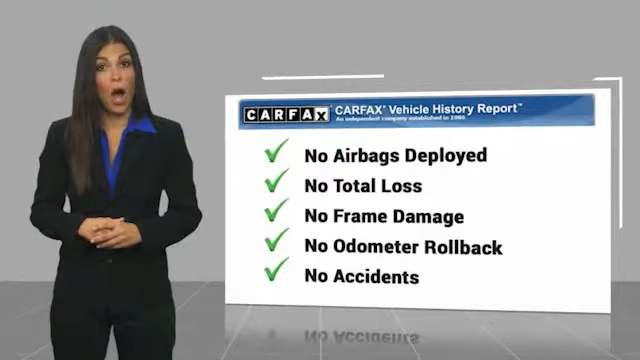 CARFAX CARFAX® Vehicle History Report™
An independent company established in 1986
No Airbags Deployed
No Total Loss
No Frame Damage
No Odometer Rollback
No Accidents